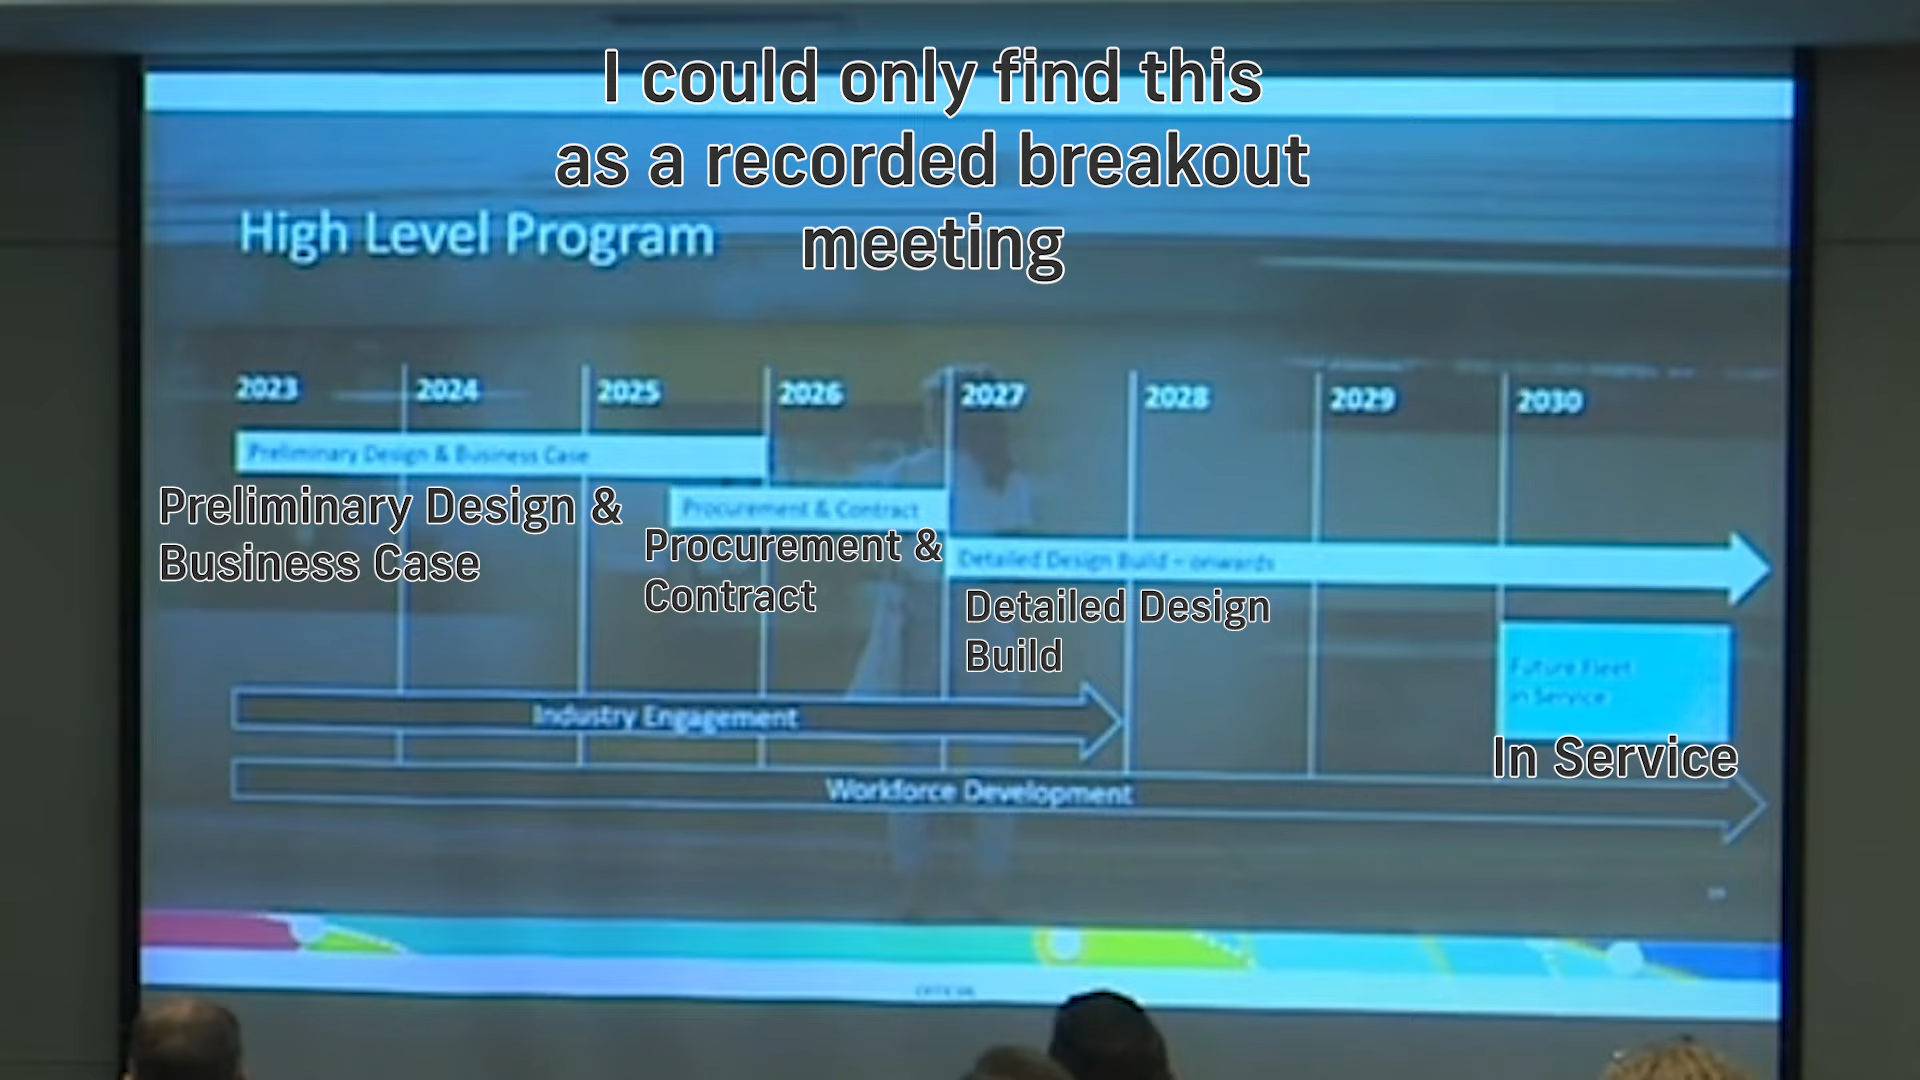 I could only find this
as a recorded breakout
meeting
High Level Program
2023
2024
2025
2026
2027
2028
2029
2030
Preliminary Design & Business Case
Preliminary Design &
Business Case
Procurement & Contract
Procurement &
Contract
Detailed Design Build – onwards
Detailed Design
Build
Future Fleet
in Service
In Service
Industry Engagement
Workforce Development
OFFICIAL